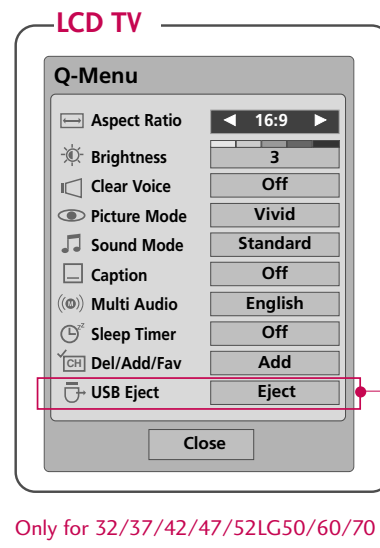 LCD TV
Q-Menu
Aspect Ratio ◄ 16:9 ►
Brightness 3
Clear Voice Off
Picture Mode Vivid
Sound Mode Standard
Caption Off
Multi Audio English
Sleep Timer Off
Del/Add/Fav Add
USB Eject Eject
Close
Only for 32/37/42/47/52LG50/60/70